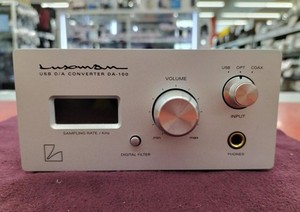 Luxman
USB D/A CONVERTER DA-100
VOLUME
USB OPT COAX
INPUT
SAMPLING RATE / kHz
DIGITAL FILTER
PHONES